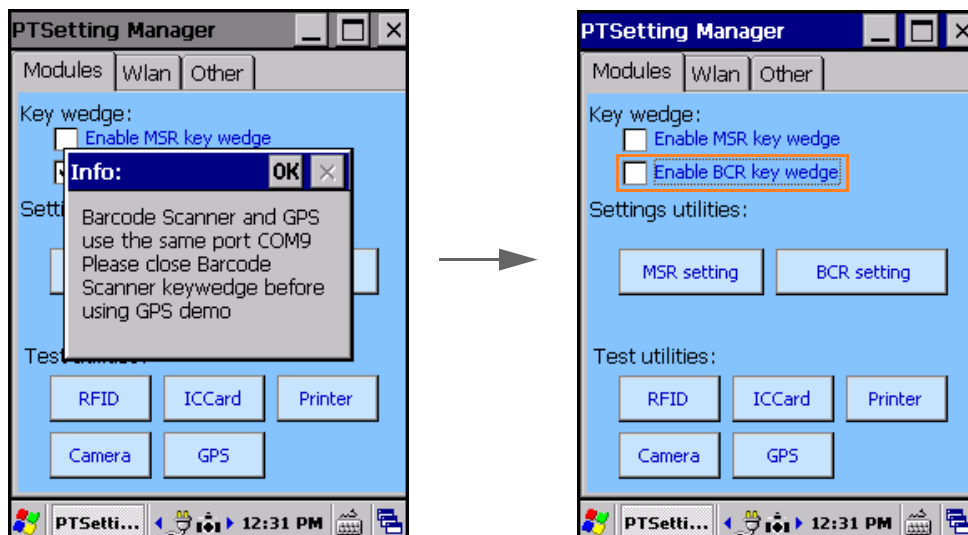 PTSetting Manager
Modules Wlan Other
Key wedge:
Enable MSR key wedge
Info: OK
Barcode Scanner and GPS
use the same port COM9
Please close Barcode
Scanner keywedge before
using GPS demo
RFID ICCard Printer
Camera GPS
PTSetti... 12:31 PM
PTSetting Manager
Modules Wlan Other
Key wedge:
Enable MSR key wedge
Enable BCR key wedge
Settings utilities:
MSR setting BCR setting
Test utilities:
RFID ICCard Printer
Camera GPS
PTSetti... 12:31 PM